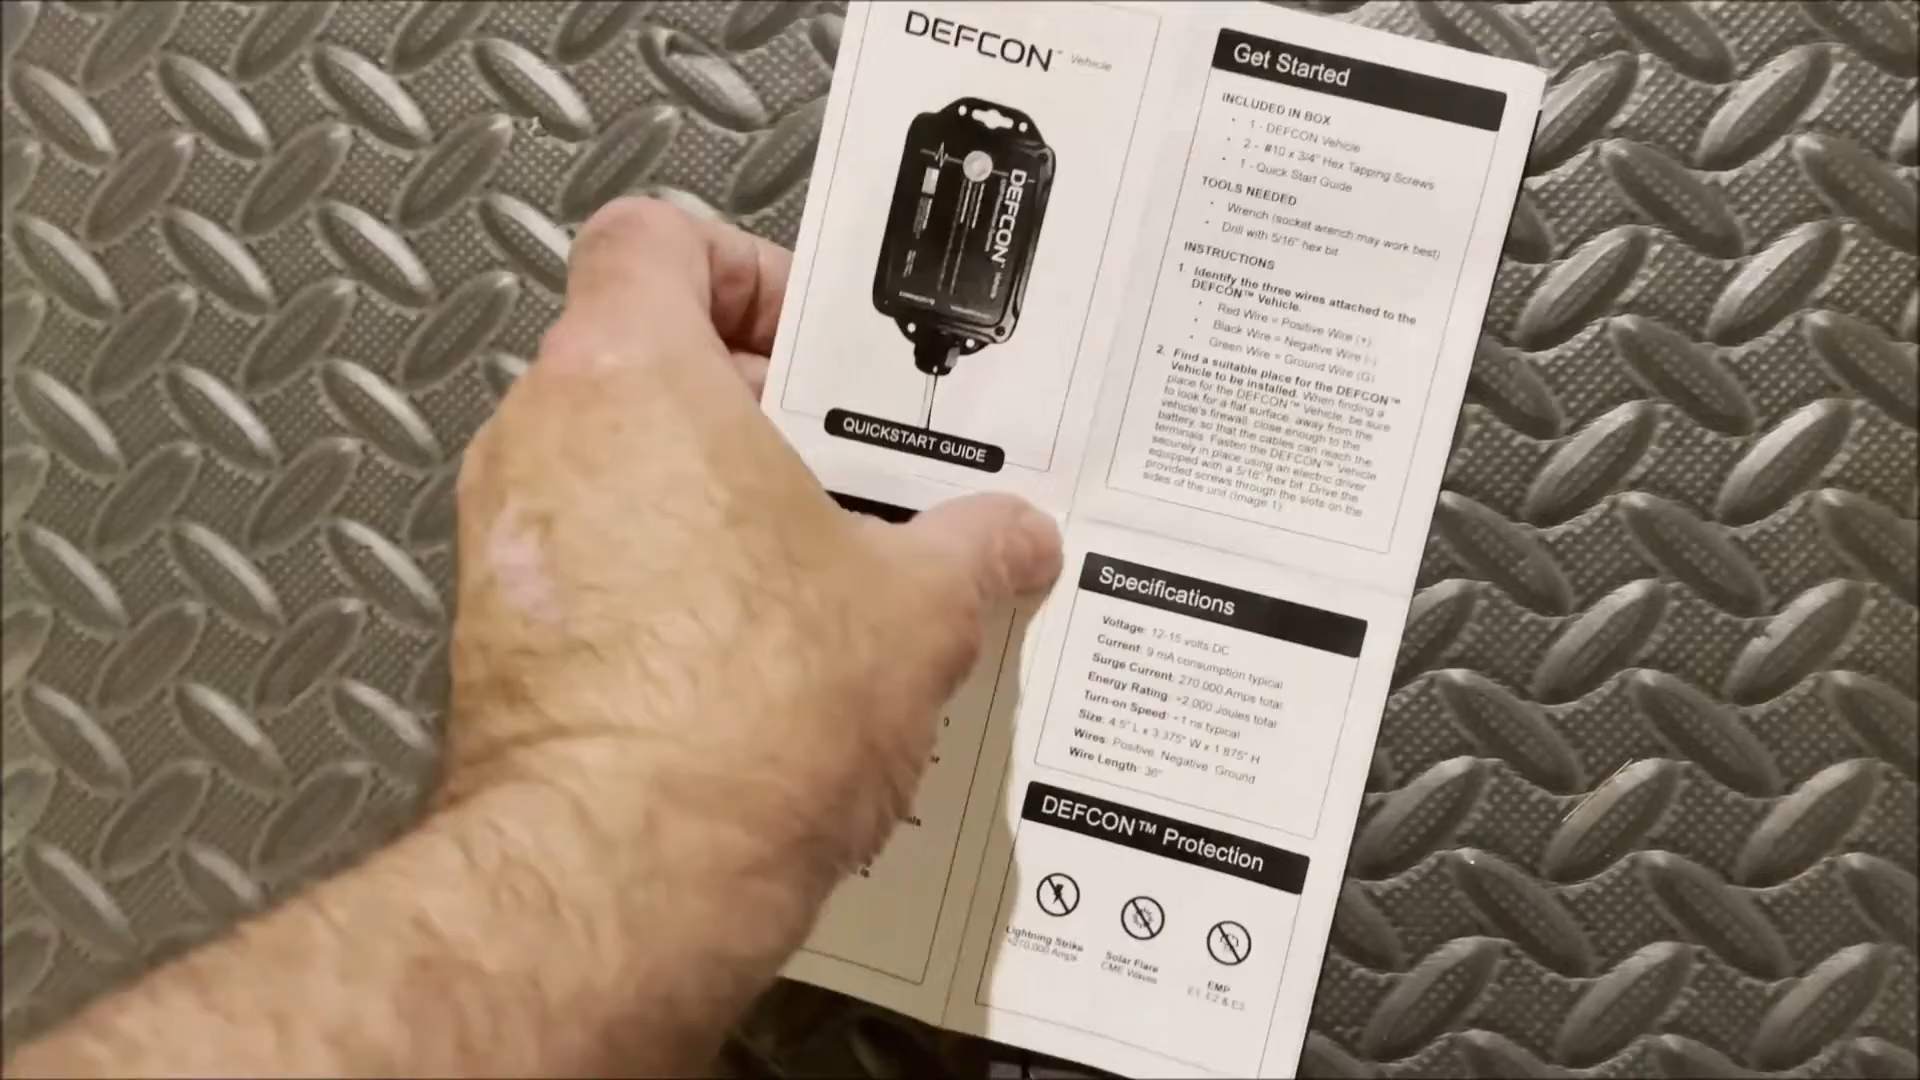 DEFCON™ Vehicle
DEFCON™
QUICKSTART GUIDE
Get Started
INCLUDED IN BOX
• 1 - DEFCON Vehicle
• 2 - #10 x 3/4" Hex Tapping Screws
• 1 - Quick Start Guide
TOOLS NEEDED
• Wrench (socket wrench may work best)
• Drill with 5/16" hex bit
INSTRUCTIONS
1. Identify the three wires attached to the
DEFCON™ Vehicle.
• Red Wire = Positive Wire (+)
• Black Wire = Negative Wire (-)
• Green Wire = Ground Wire (G)
2. Find a suitable place for the DEFCON™
Vehicle to be installed. When finding a
place for the DEFCON™ Vehicle, be sure
to look for a flat surface, away from the
vehicle's firewall, close enough to the
battery, so that the cables can reach the
terminals. Fasten the DEFCON™ Vehicle
securely in place using an electric driver
equipped with a 5/16" hex bit. Drive the
provided screws through the slots on the
sides of the unit (Image 1).
Specifications
Voltage: 12-15 volts DC
Current: 9 mA consumption typical
Surge Current: 270,000 Amps total
Energy Rating: >2,000 Joules total
Turn-on Speed: <1 ns typical
Size: 4.5" L x 3.375" W x 1.875" H
Wires: Positive, Negative, Ground
Wire Length: 36"
DEFCON™ Protection
Lightning Strike
Amps
Solar Flare
CME Waves
EMP
E1, E2 & E3